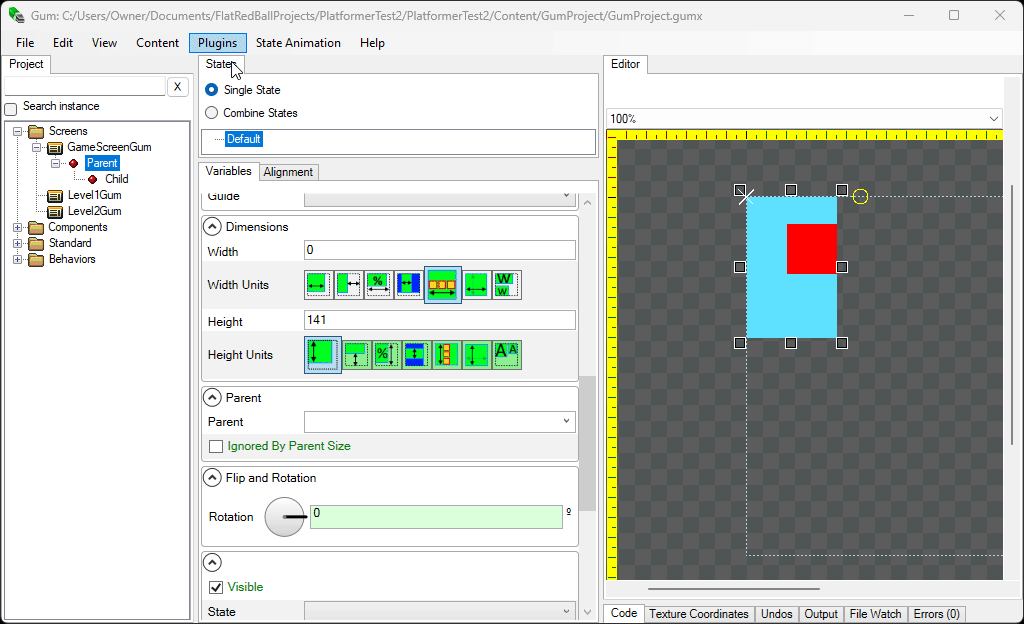 Gum: C:/Users/Owner/Documents/FlatRedBallProjects/PlatformerTest2/PlatformerTest2/Content/GumProject/GumProject.gumx
File Edit View Content Plugins State Animation Help
Project
X
Search instance
Screens
GameScreenGum
Parent
Child
Level1Gum
Level2Gum
Components
Standard
Behaviors
States
Single State
Combine States
Default
Variables Alignment
Guide
Dimensions
Width 0
Width Units
%
W
W
Height 141
Height Units
%
A A
Parent
Parent
Ignored By Parent Size
Flip and Rotation
Rotation 0 º
Visible
State
Editor
100%
Code Texture Coordinates Undos Output File Watch Errors (0)